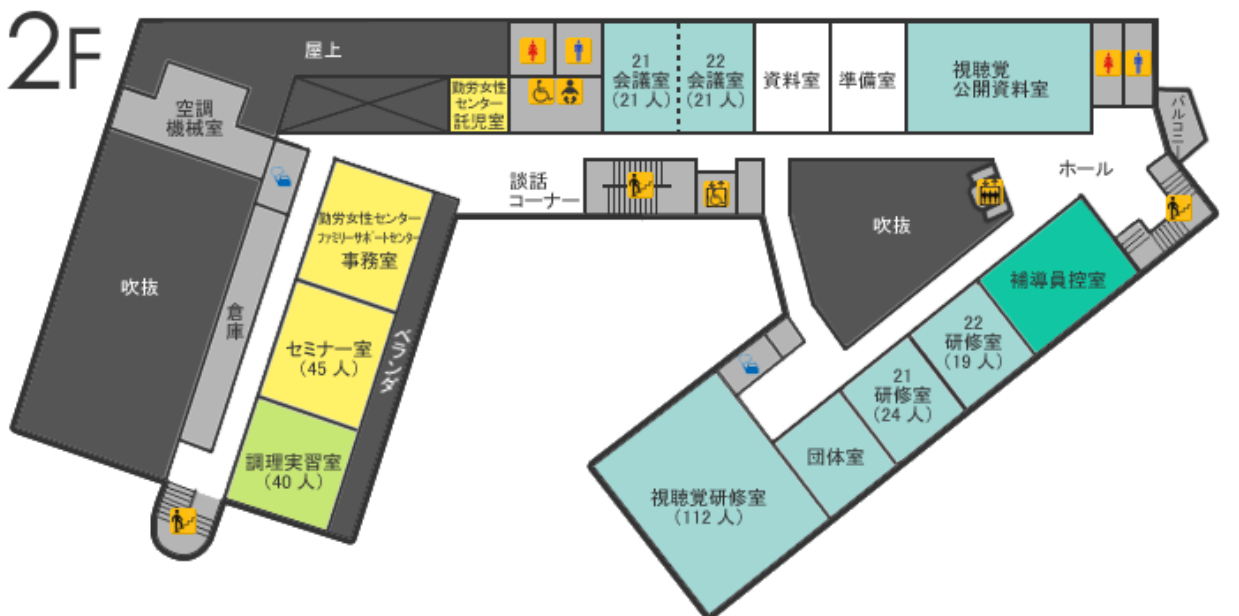 2F
屋上
空調
機械室
勤労女性
センター
託児室
21
会議室
(21 人)
22
会議室
(21 人)
資料室
準備室
視聴覚
公開資料室
バルコニー
ホール
談話
コーナー
吹抜
勤労女性センター
ファミリーサポートセンター
事務室
吹抜
倉庫
セミナー室
(45 人)
ベランダ
調理実習室
(40 人)
補導員控室
22
研修室
(19 人)
21
研修室
(24 人)
団体室
視聴覚研修室
(112 人)